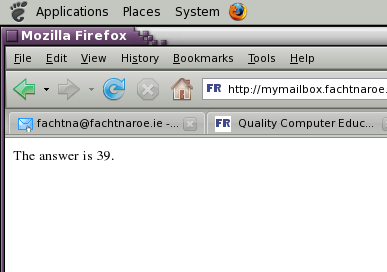 Applications Places System
Mozilla Firefox
File Edit View History Bookmarks Tools Help
FR http://mymailbox.fachtnaroe.
fachtna@fachtnaroe.ie -... FR Quality Computer Educ...
The answer is 39.